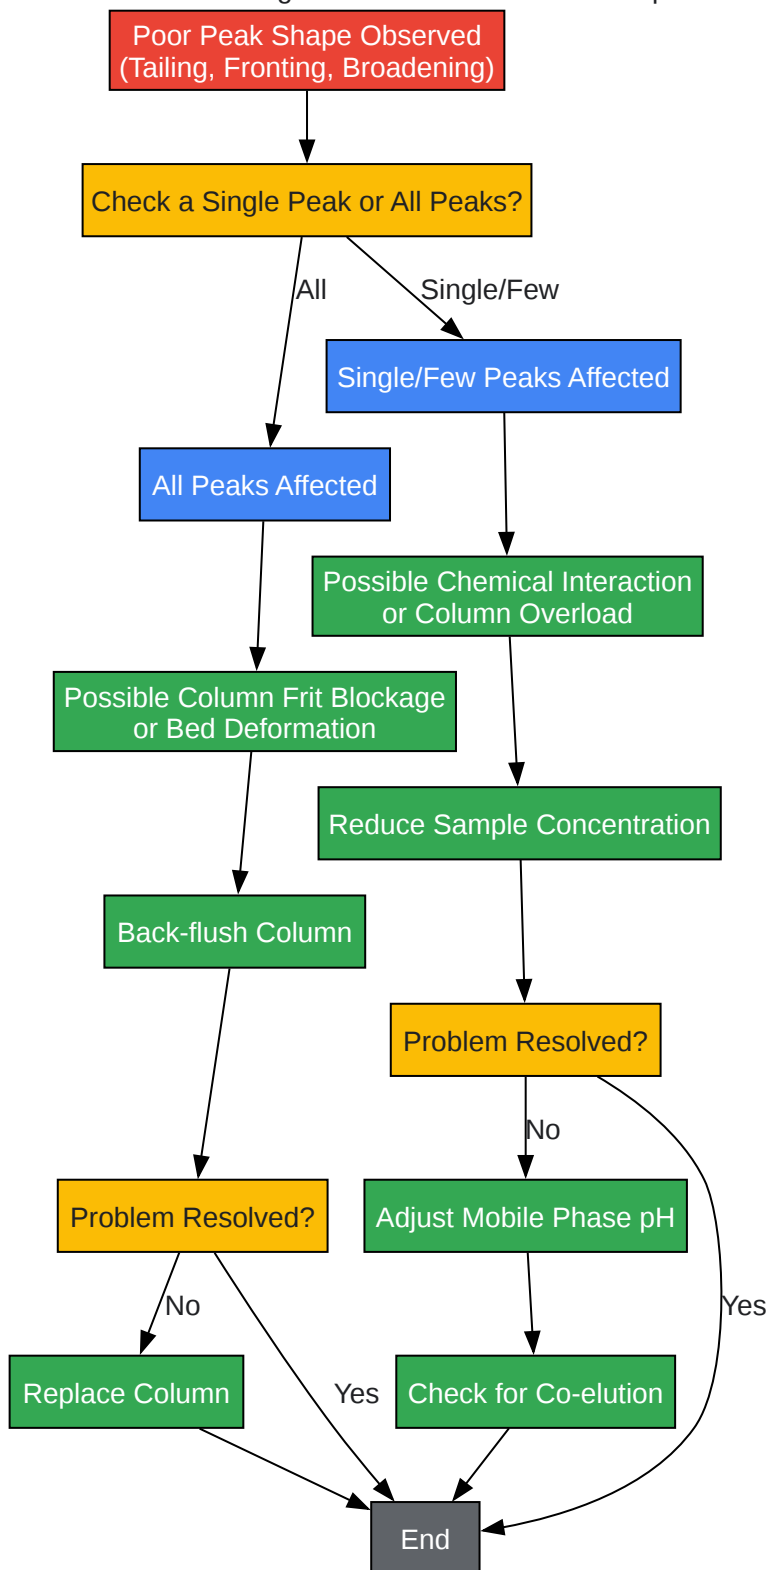 Poor Peak Shape Observed
(Tailing, Fronting, Broadening)
Check a Single Peak or All Peaks?
All
Single/Few
Single/Few Peaks Affected
All Peaks Affected
Possible Chemical Interaction
or Column Overload
Possible Column Frit Blockage
or Bed Deformation
Reduce Sample Concentration
Back-flush Column
Problem Resolved?
No
Problem Resolved?
Adjust Mobile Phase pH
No
Yes
Replace Column
Yes
Check for Co-elution
End